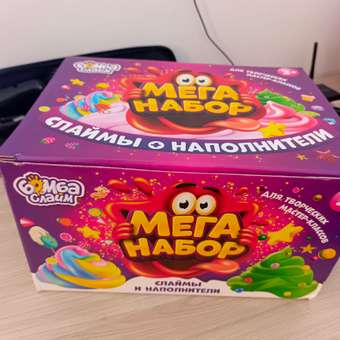 БОМБА
СЛАЙМ
МЕГА
НАБОР
ДЛЯ ТВОРЧЕСКИХ
МАСТЕР-КЛАССОВ
СЛАЙМЫ
НАПОЛНИТЕЛИ
БОМБА
СЛАЙМ
МЕГА
НАБОР
ДЛЯ ТВОРЧЕСКИХ
МАСТЕР-КЛАССОВ
СЛАЙМЫ
И НАПОЛНИТЕЛИ